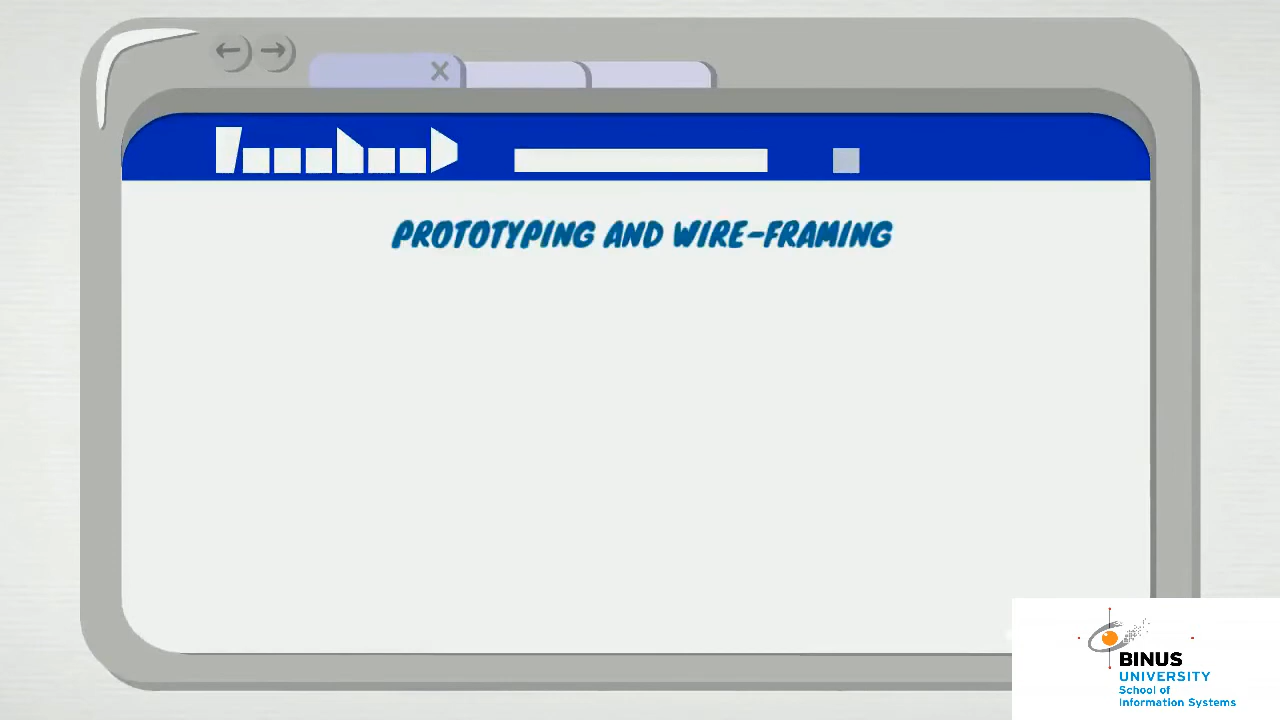 PROTOTYPING AND WIRE-FRAMING
BINUS
UNIVERSITY
School of
Information Systems